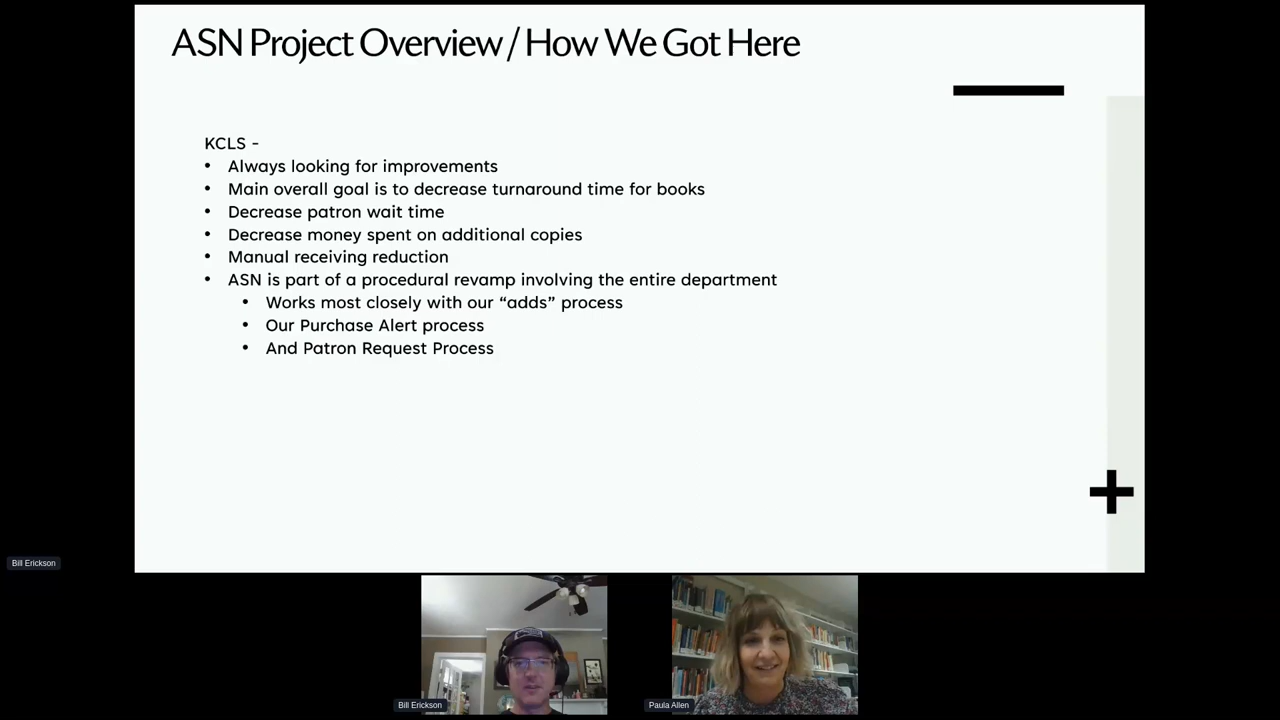 ASN Project Overview / How We Got Here
KCLS -
• Always looking for improvements
• Main overall goal is to decrease turnaround time for books
• Decrease patron wait time
• Decrease money spent on additional copies
• Manual receiving reduction
• ASN is part of a procedural revamp involving the entire department
• Works most closely with our “adds” process
• Our Purchase Alert process
• And Patron Request Process
Bill Erickson
Bill Erickson
Paula Allen